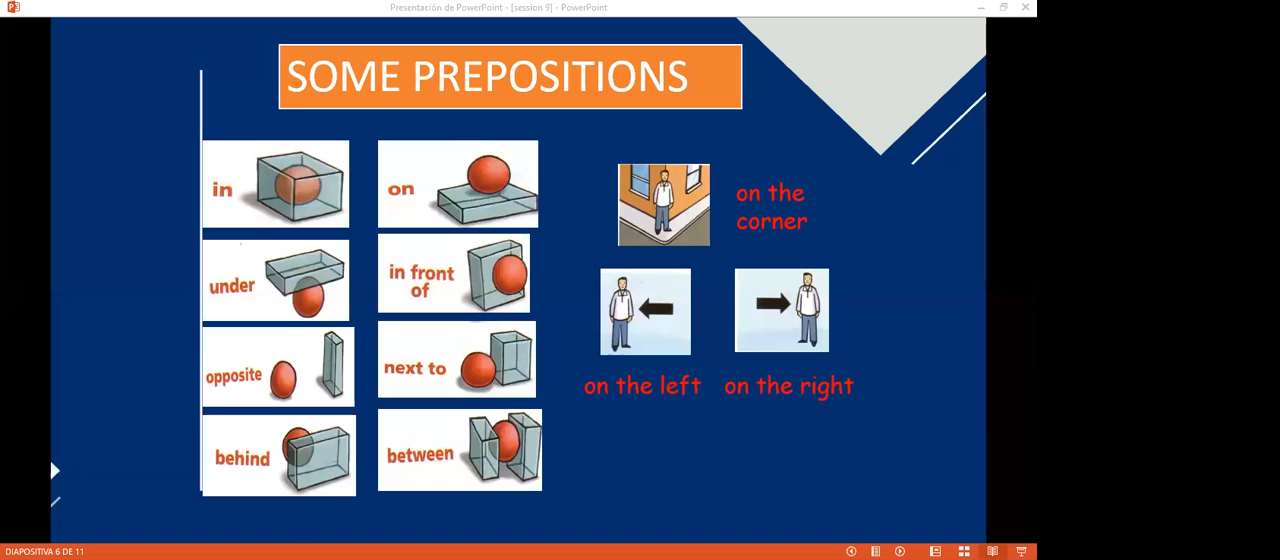 Presentación de PowerPoint - [session 9] - PowerPoint
SOME PREPOSITIONS
in
on
under
in front
of
opposite
next to
behind
between
on the
corner
on the left
on the right
DIAPOSITIVA 6 DE 11